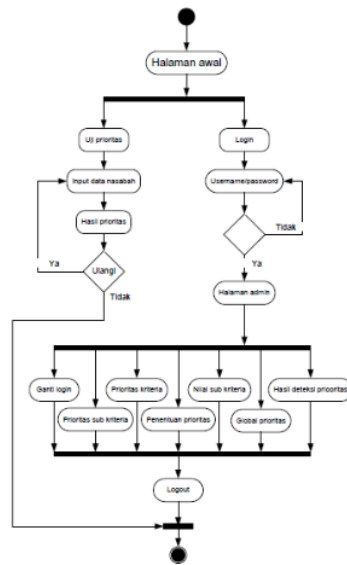 Halaman awal
Uji prioritas
Login
Input data nasabah
Username/password
Hasil prioritas
Tidak
Ya
Ulangi
Ya
Tidak
Halaman admin
Ganti login
Prioritas kriteria
Nilai sub kriteria
Hasil deteksi prioritas
Prioritas sub kriteria
Penentuan prioritas
Global prioritas
Logout